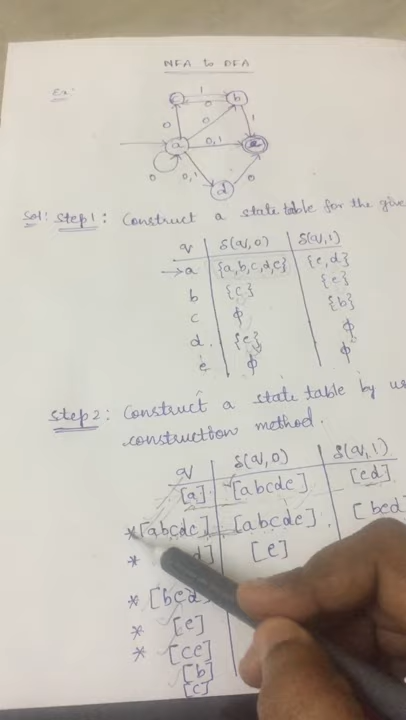 NFA to DFA
Ex:
c 1 b
0
0 0 1
a 0,1 e
0 0,1 d 0
Sol: Step 1: Construct a state table for the give
q δ(q,0) δ(q,1)
→a {a,b,c,d,e} {e,d}
b {c} {e}
c ϕ {b}
d. {e} ϕ
e ϕ ϕ
Step 2: Construct a state table by us
construction method.
q δ(q,0) δ(q,1)
[a] [abcde] [ed]
*[abcde] [abcde] [bed
* d] [e]
* [bed]
* [e]
* [ce]
[b]
[c]